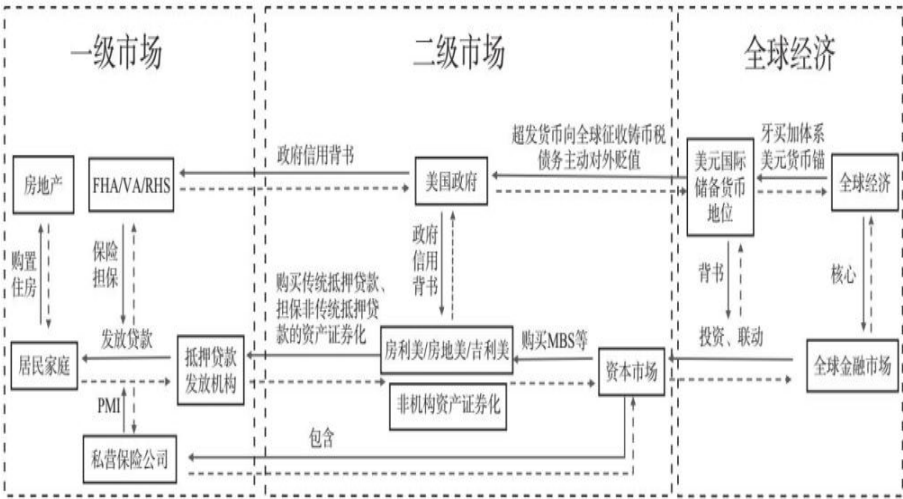 一级市场
二级市场
全球经济
政府信用背书
超发货币向全球征收铸币税
债务主动对外贬值
牙买加体系
美元货币锚
房地产
FHA/VA/RHS
美国政府
美元国际
储备货币
地位
全球经济
购置
住房
保险
担保
政府
信用
背书
背书
核心
购买传统抵押贷款、
担保非传统抵押贷
款的资产证券化
发放贷款
购买MBS等
投资、联动
居民家庭
抵押贷款
发放机构
房利美/房地美/吉利美
非机构资产证券化
资本市场
全球金融市场
PMI
包含
私营保险公司